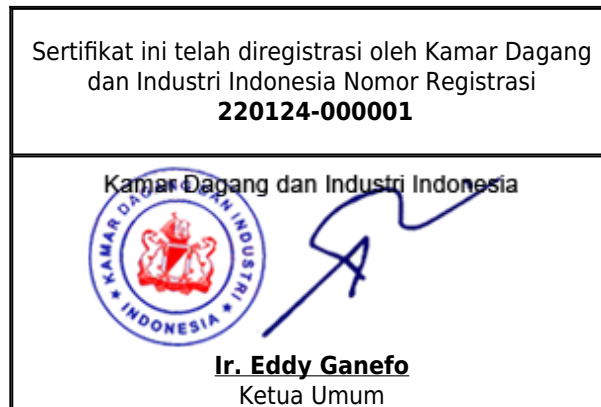 Sertifikat ini telah diregistrasi oleh Kamar Dagang
dan Industri Indonesia Nomor Registrasi
220124-000001
Kamar Dagang dan Industri Indonesia
KAMAR DAGANG DAN INDUSTRI
INDONESIA
Ir. Eddy Ganefo
Ketua Umum